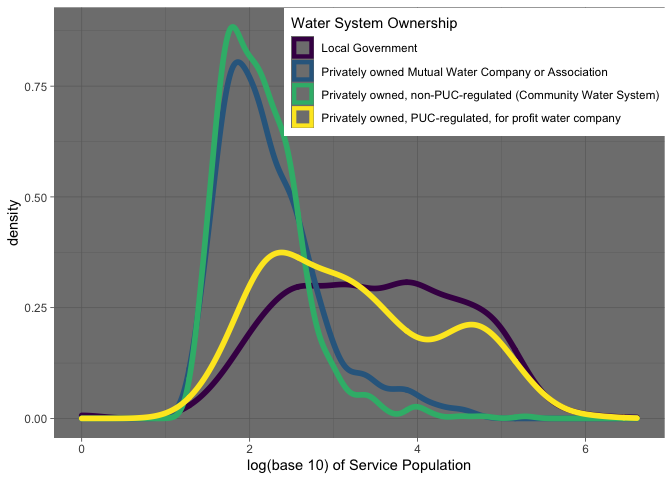 Water System Ownership
Local Government
Privately owned Mutual Water Company or Association
Privately owned, non-PUC-regulated (Community Water System)
Privately owned, PUC-regulated, for profit water company
density
0.75
0.50
0.25
0.00
0
2
4
6
log(base 10) of Service Population